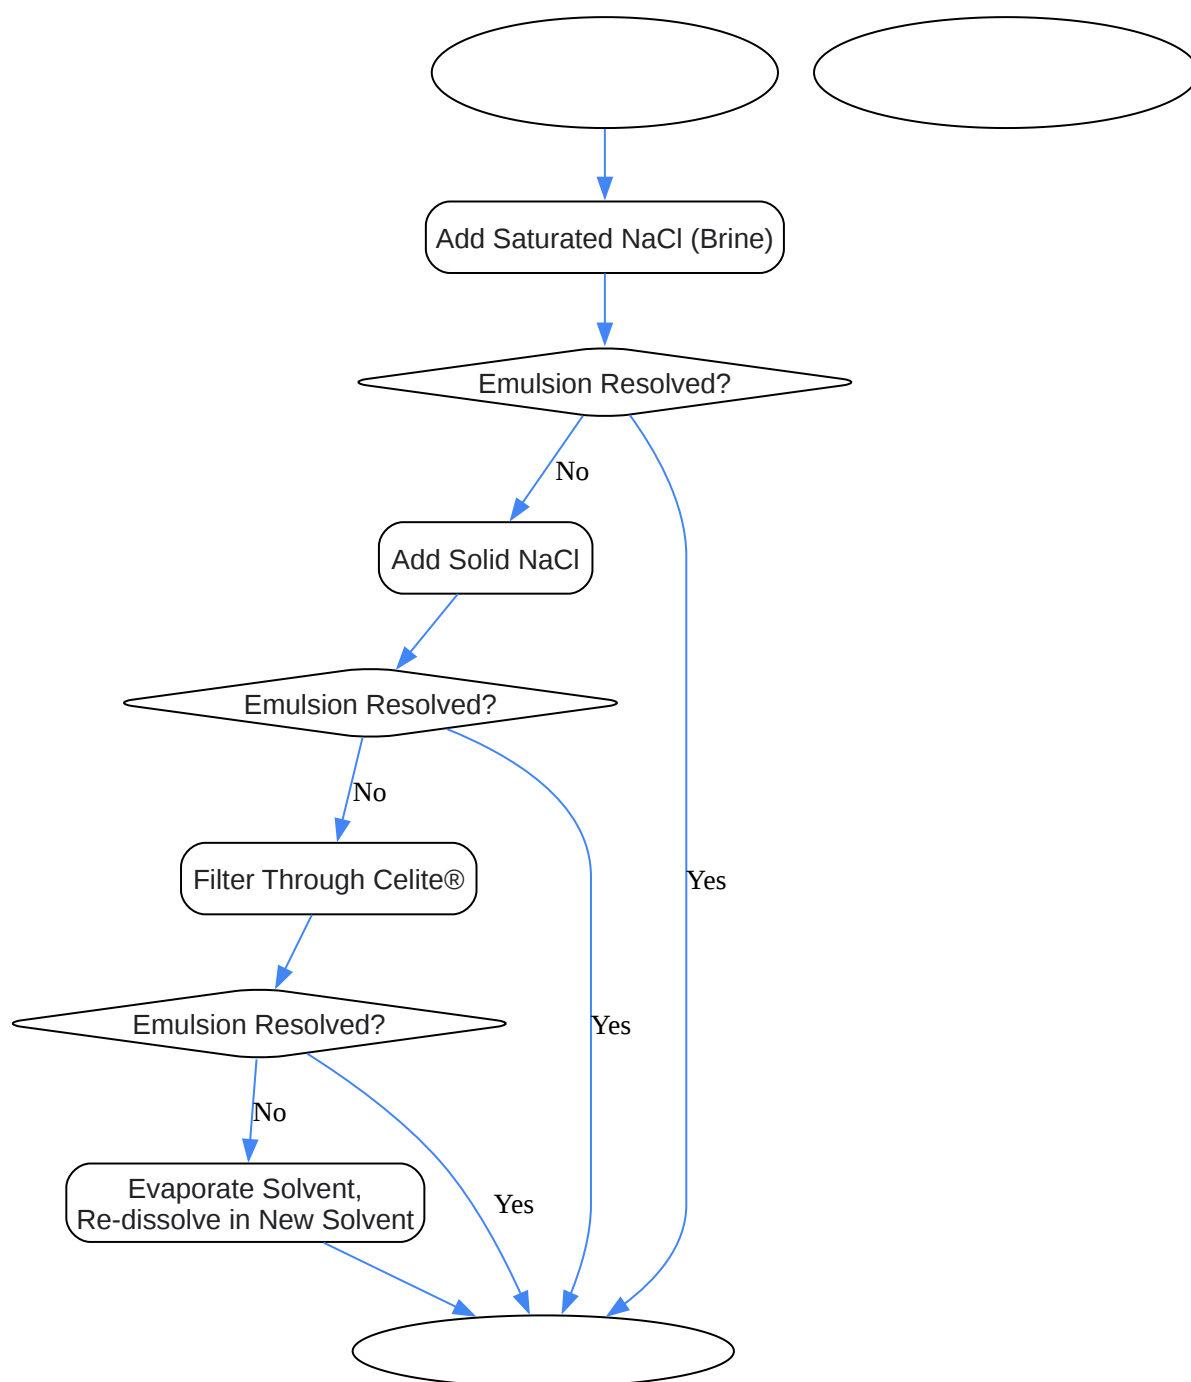 Add Saturated NaCl (Brine)
Emulsion Resolved?
No
Add Solid NaCl
Emulsion Resolved?
No
Filter Through Celite®
Yes
Emulsion Resolved?
Yes
No
Evaporate Solvent,
Re-dissolve in New Solvent
Yes